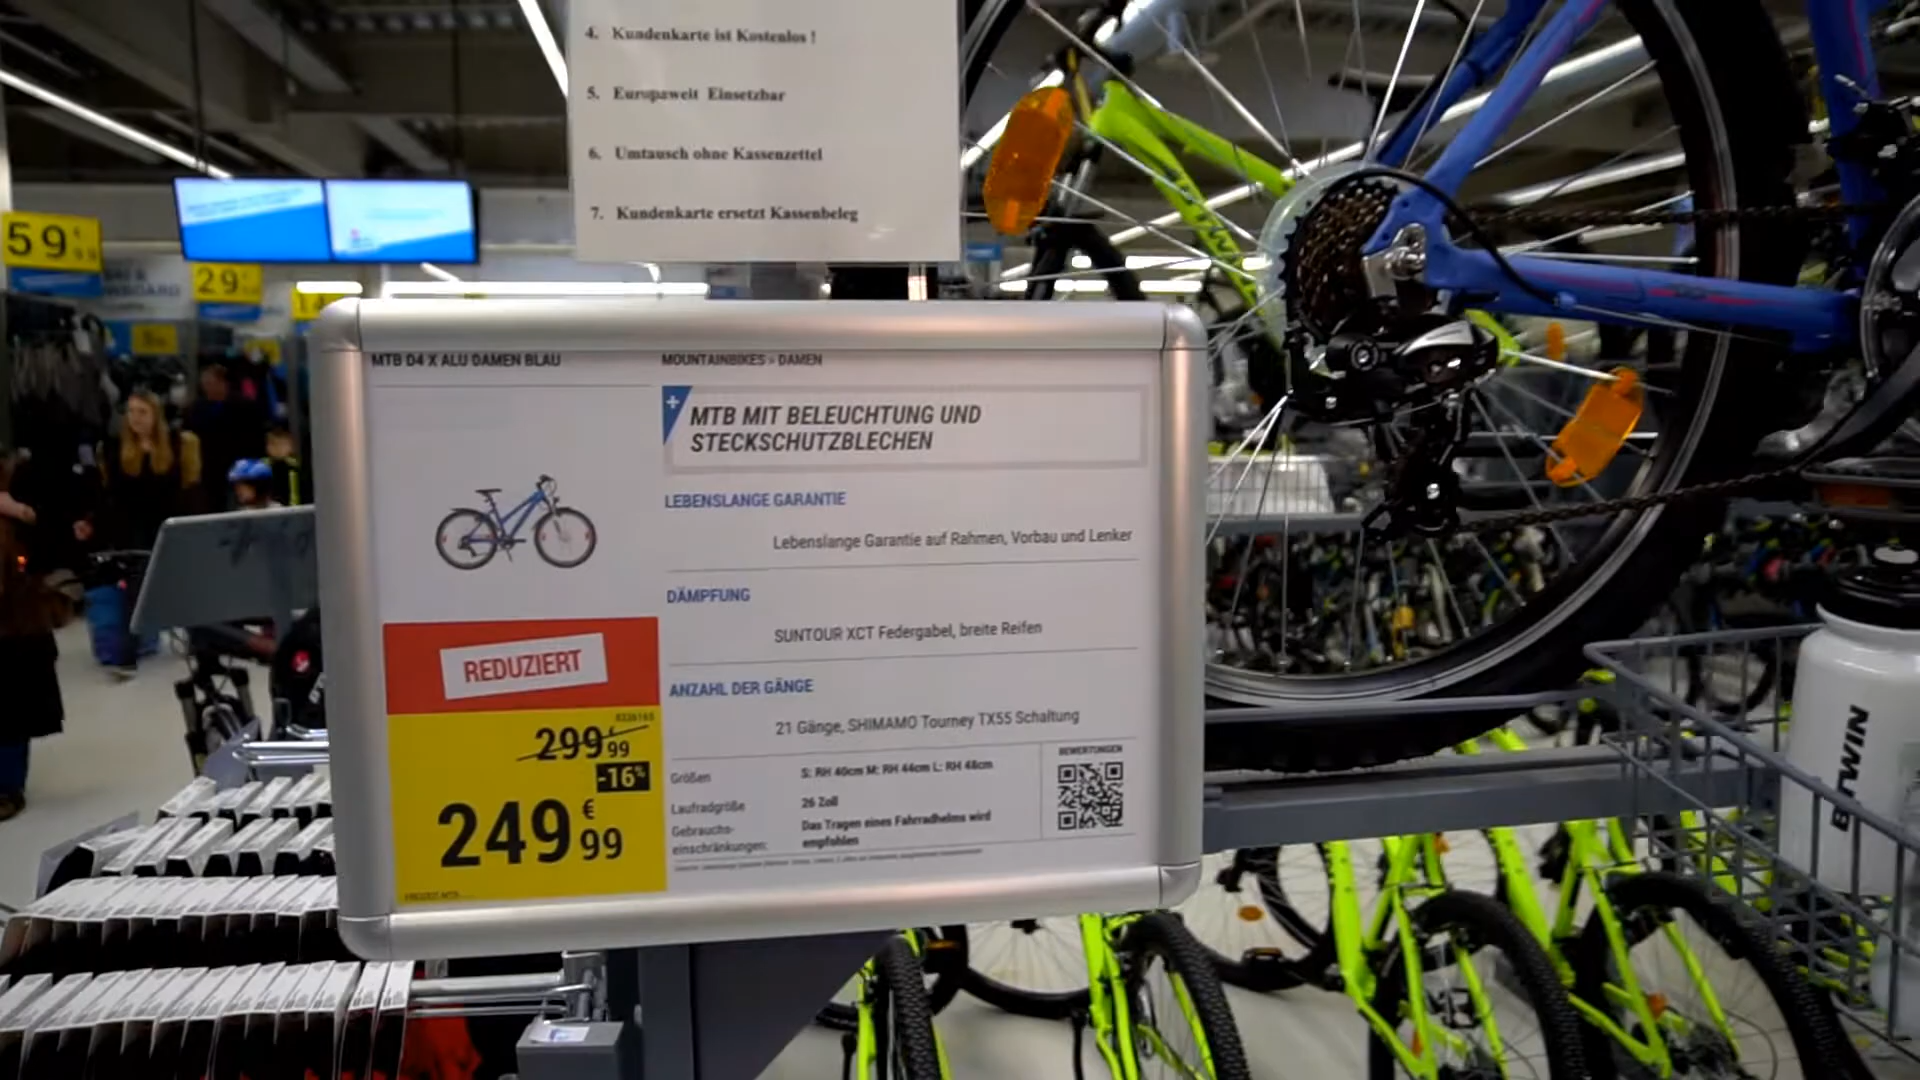 4. Kundenkarte ist Kostenlos !
5. Europaweit Einsetzbar
6. Umtausch ohne Kassenzettel
7. Kundenkarte ersetzt Kassenbeleg
59
29
MTB D4 X ALU DAMEN BLAU
MOUNTAINBIKES > DAMEN
+
MTB MIT BELEUCHTUNG UND
STECKSCHUTZBLECHEN
LEBENSLANGE GARANTIE
Lebenslange Garantie auf Rahmen, Vorbau und Lenker
DÄMPFUNG
SUNTOUR XCT Federgabel, breite Reifen
ANZAHL DER GÄNGE
21 Gänge, SHIMAMO Tourney TX55 Schaltung
REDUZIERT
299 € 99
-16%
249 € 99
Größen S: RH 40cm M: RH 44cm L: RH 48cm
Laufradgröße 26 Zoll
Gebrauchs-
einschränkungen: Das Tragen eines Fahrradhelms wird
empfohlen
BEWERTUNGEN
BTWIN